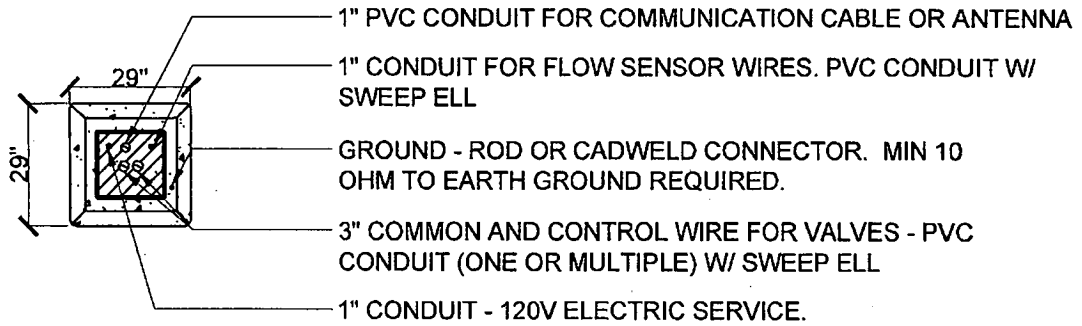 1" PVC CONDUIT FOR COMMUNICATION CABLE OR ANTENNA
29"
1" CONDUIT FOR FLOW SENSOR WIRES. PVC CONDUIT W/
SWEEP ELL
29"
GROUND - ROD OR CADWELD CONNECTOR. MIN 10
OHM TO EARTH GROUND REQUIRED.
3" COMMON AND CONTROL WIRE FOR VALVES - PVC
CONDUIT (ONE OR MULTIPLE) W/ SWEEP ELL
1" CONDUIT - 120V ELECTRIC SERVICE.